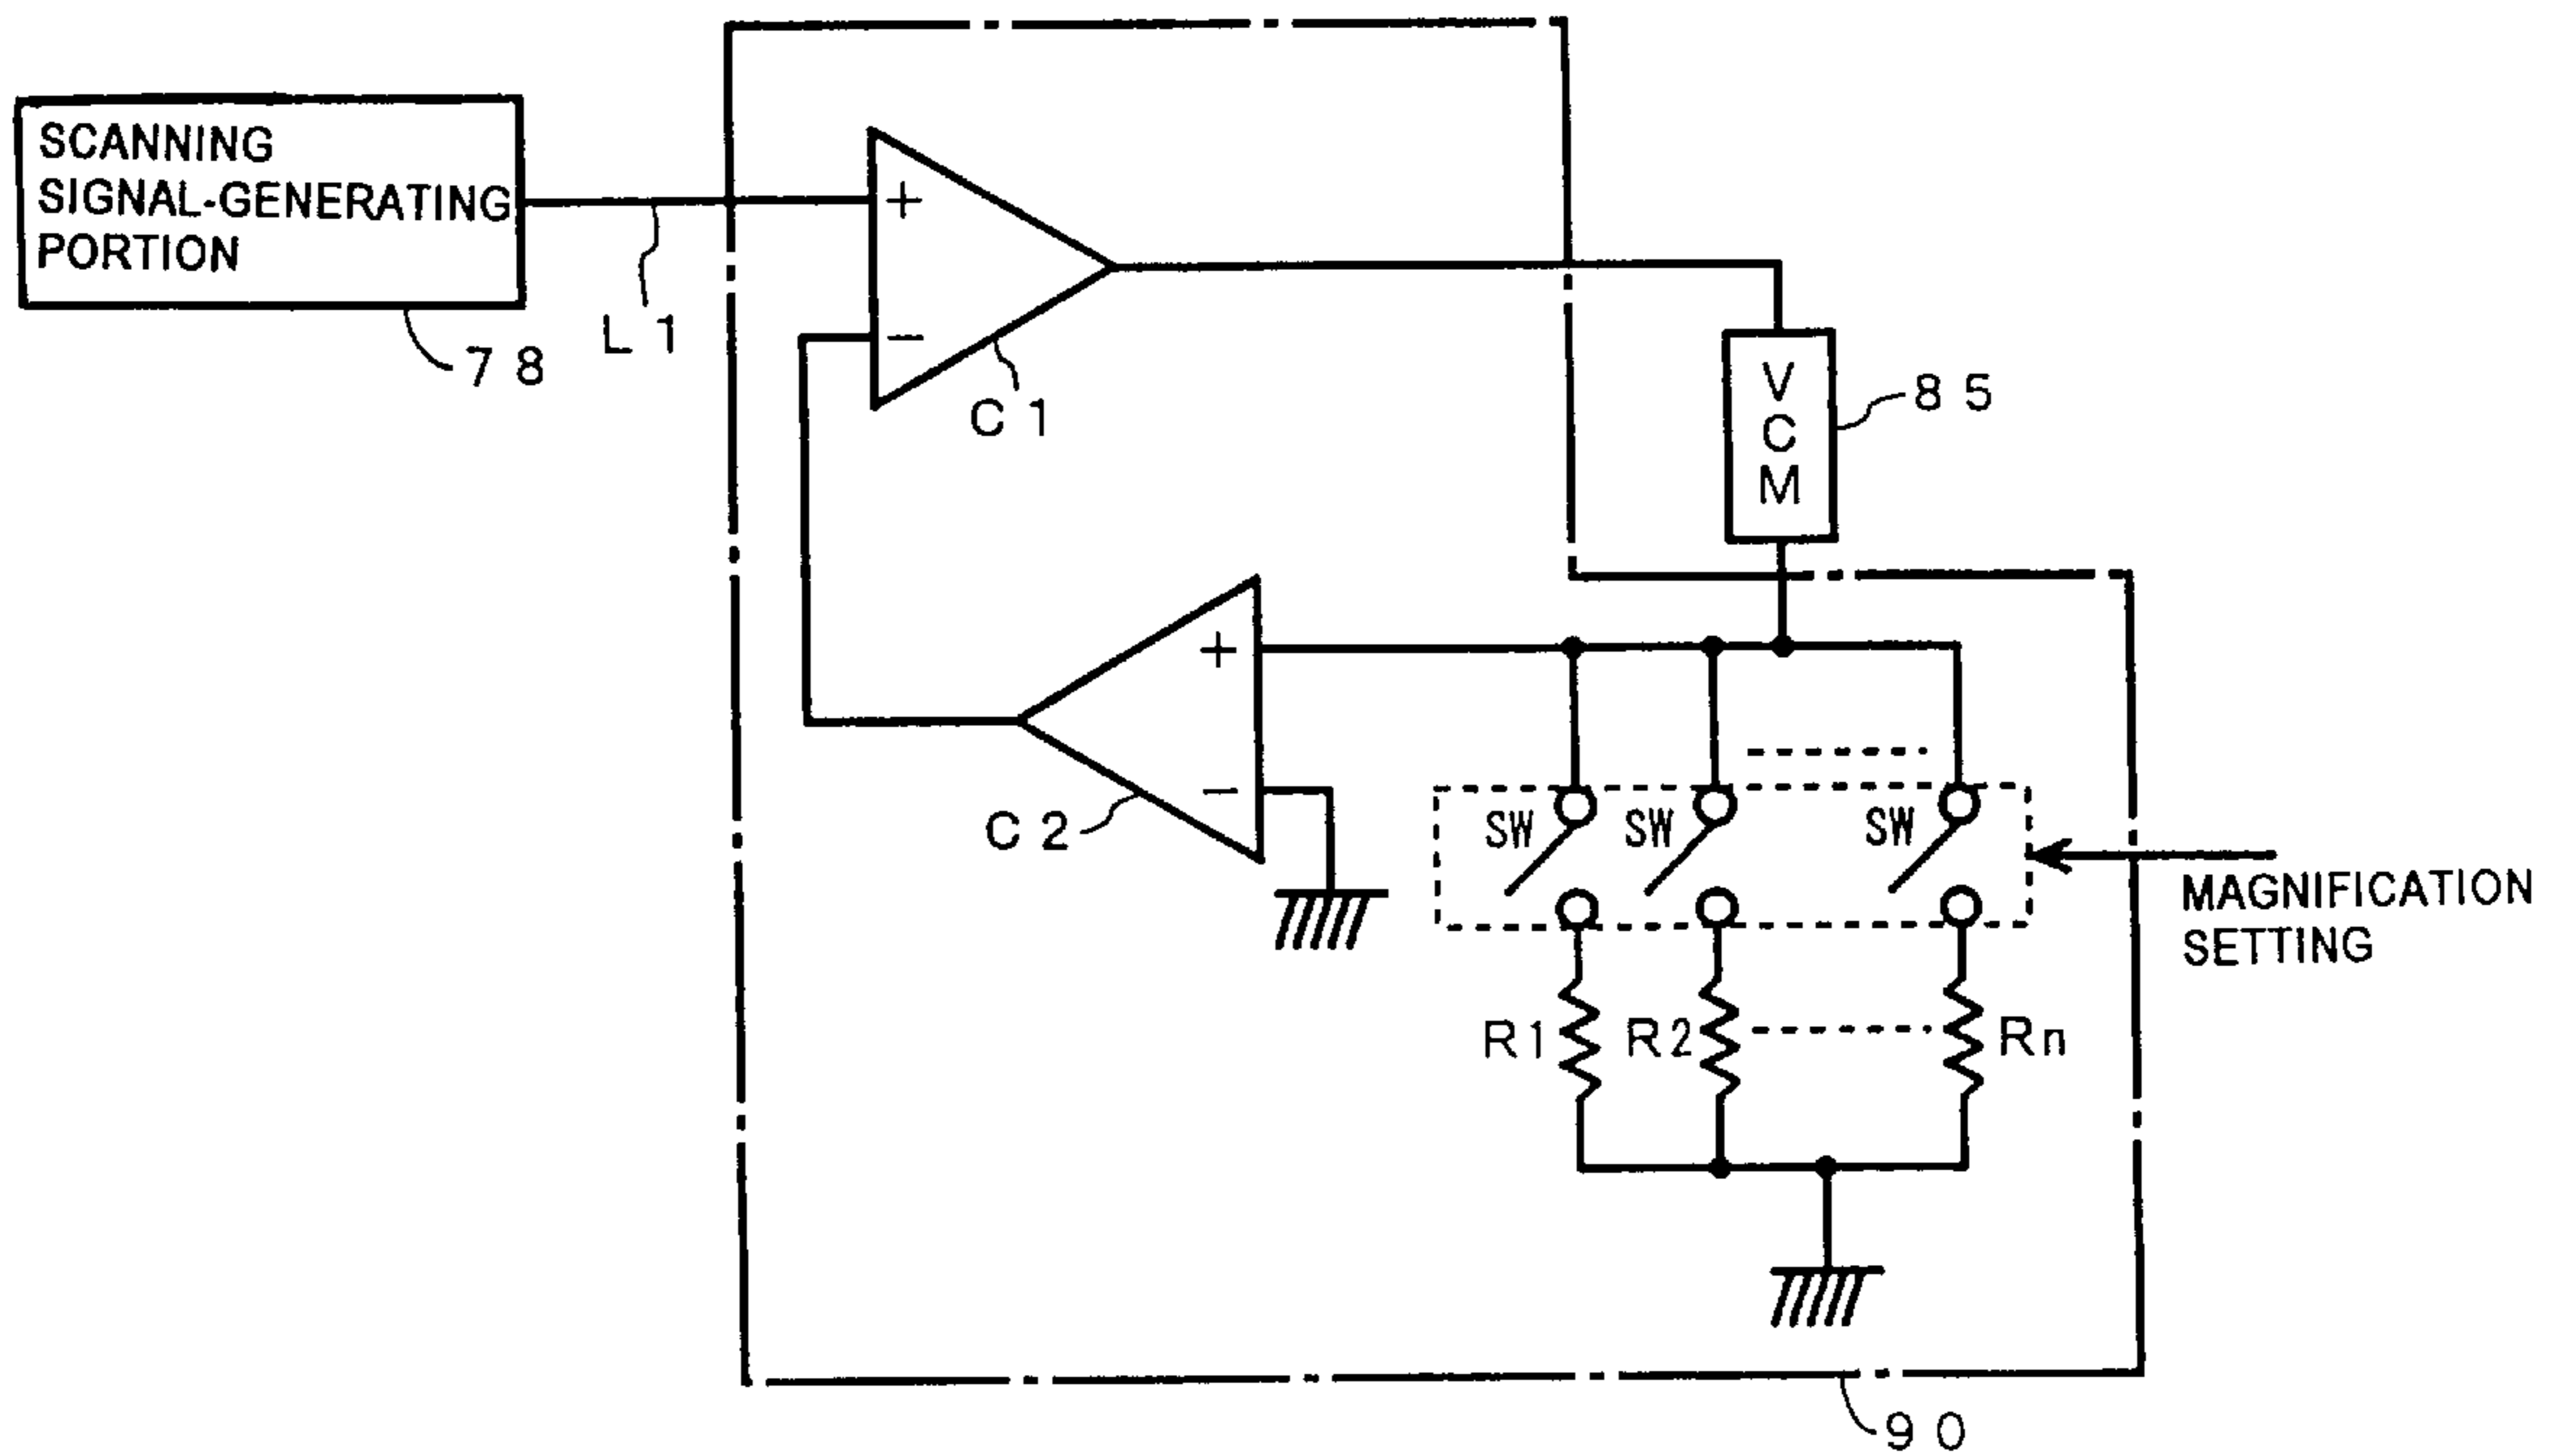 SCANNING
SIGNAL-GENERATING
PORTION
78
L1
+
−
C1
V
C
M
85
+
−
C2
SW
SW
SW
MAGNIFICATION
SETTING
R1
R2
Rn
90